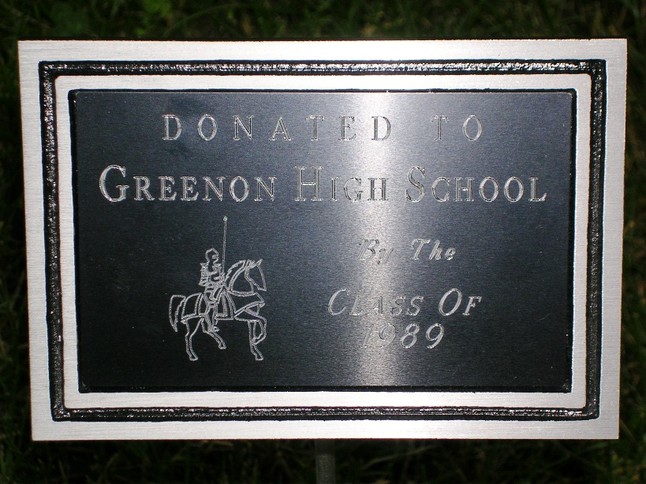 DONATED TO
GREENON HIGH SCHOOL
By The
CLASS OF
1989